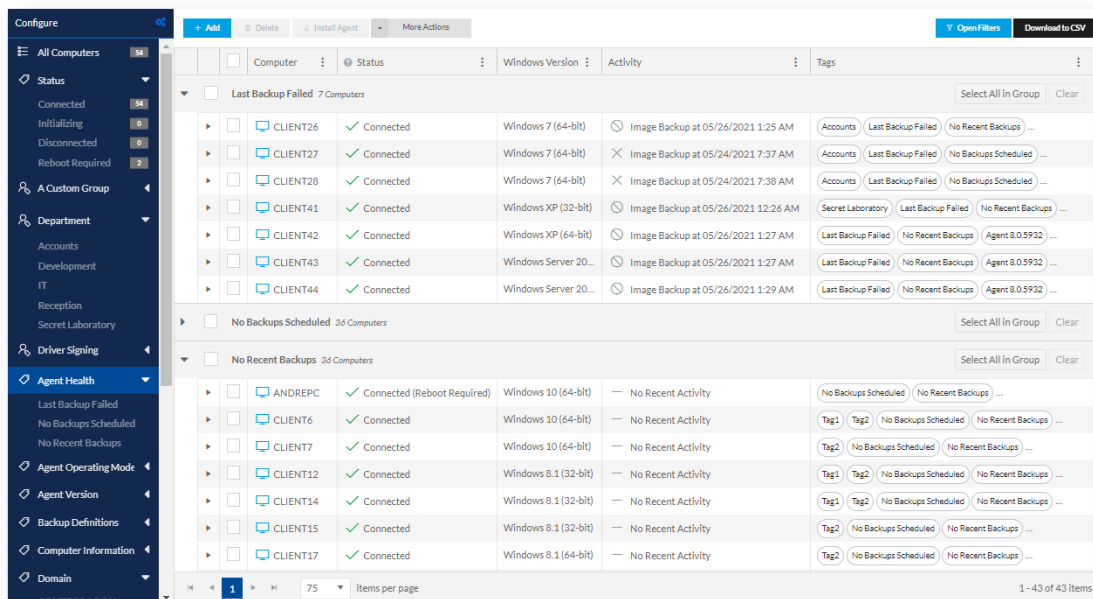 Configure
All Computers 54
Status
Connected 54
Initializing 0
Disconnected 0
Reboot Required 2
A Custom Group
Department
Accounts
Development
IT
Reception
Secret Laboratory
Driver Signing
Agent Health
Last Backup Failed
No Backups Scheduled
No Recent Backups
Agent Operating Mode
Agent Version
Backup Definitions
Computer Information
Domain
+ Add Delete Install Agent More Actions Open Filters Download to CSV
Computer Status Windows Version Activity Tags
Last Backup Failed 7 Computers Select All in Group Clear
CLIENT26 Connected Windows 7 (64-bit) Image Backup at 05/26/2021 1:25 AM Accounts Last Backup Failed No Recent Backups ...
CLIENT27 Connected Windows 7 (64-bit) Image Backup at 05/24/2021 7:37 AM Accounts Last Backup Failed No Backups Scheduled ...
CLIENT28 Connected Windows 7 (64-bit) Image Backup at 05/24/2021 7:38 AM Accounts Last Backup Failed No Backups Scheduled ...
CLIENT41 Connected Windows XP (32-bit) Image Backup at 05/26/2021 12:26 AM Secret Laboratory Last Backup Failed No Recent Backups ...
CLIENT42 Connected Windows XP (64-bit) Image Backup at 05/26/2021 1:27 AM Last Backup Failed No Recent Backups Agent 8.0.5932 ...
CLIENT43 Connected Windows Server 20... Image Backup at 05/26/2021 1:27 AM Last Backup Failed No Recent Backups Agent 8.0.5932 ...
CLIENT44 Connected Windows Server 20... Image Backup at 05/26/2021 1:29 AM Last Backup Failed No Recent Backups Agent 8.0.5932 ...
No Backups Scheduled 36 Computers Select All in Group Clear
No Recent Backups 36 Computers Select All in Group Clear
ANDREPC Connected (Reboot Required) Windows 10 (64-bit) No Recent Activity No Backups Scheduled No Recent Backups ...
CLIENT6 Connected Windows 10 (64-bit) No Recent Activity Tag1 Tag2 No Backups Scheduled No Recent Backups ...
CLIENT7 Connected Windows 10 (64-bit) No Recent Activity Tag2 No Backups Scheduled No Recent Backups ...
CLIENT12 Connected Windows 8.1 (32-bit) No Recent Activity Tag1 Tag2 No Backups Scheduled No Recent Backups ...
CLIENT14 Connected Windows 8.1 (32-bit) No Recent Activity Tag1 Tag2 No Backups Scheduled No Recent Backups ...
CLIENT15 Connected Windows 8.1 (32-bit) No Recent Activity Tag2 No Backups Scheduled No Recent Backups ...
CLIENT17 Connected Windows 8.1 (64-bit) No Recent Activity Tag2 No Backups Scheduled No Recent Backups ...
1 75 items per page 1 - 43 of 43 items